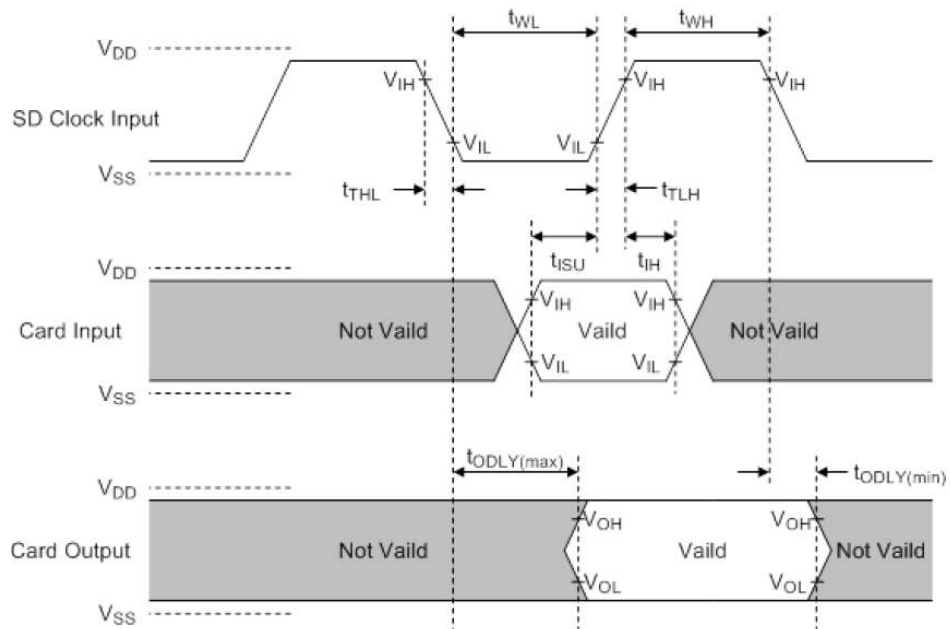 tWL
tWH
VDD
VIH
VIH
VIH
SD Clock Input
VIL
VIL
VSS
tTHL
tTLH
tISU
tIH
VDD
VIH
VIH
Card Input
Not Vaild
Vaild
Not Vaild
VIL
VIL
VSS
tODLY(max)
tODLY(min)
VDD
VOH
VOH
Card Output
Not Vaild
Vaild
Not Vaild
VOL
VOL
VSS